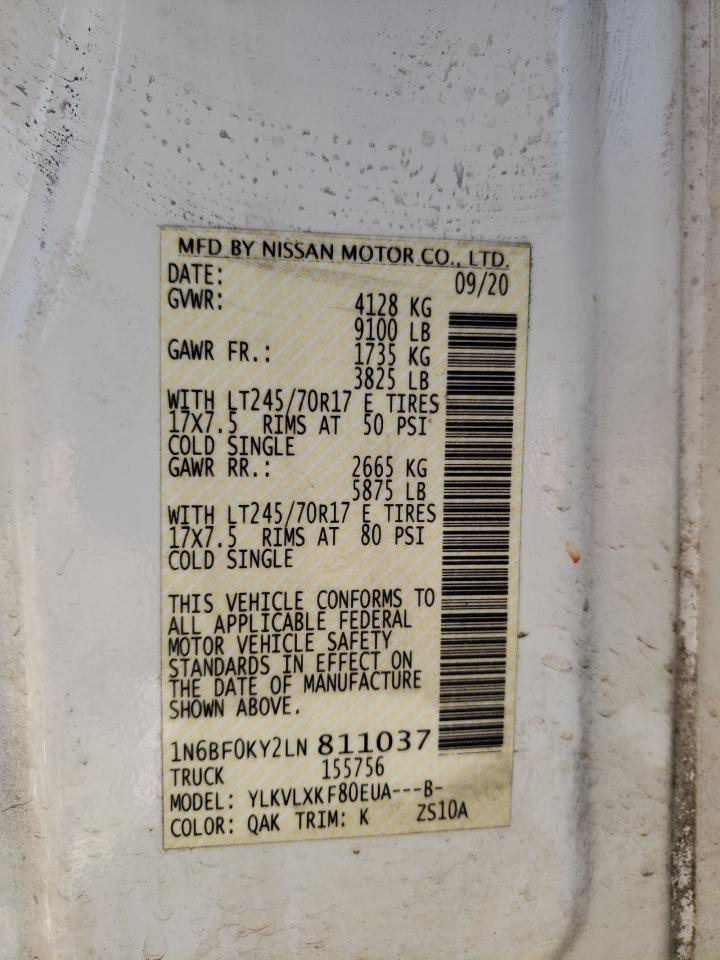 MFD BY NISSAN MOTOR CO., LTD.
DATE: 09/20
GVWR: 4128 KG
9100 LB
GAWR FR.: 1735 KG
3825 LB
WITH LT245/70R17 E TIRES
17X7.5 RIMS AT 50 PSI
COLD SINGLE
GAWR RR.: 2665 KG
5875 LB
WITH LT245/70R17 E TIRES
17X7.5 RIMS AT 80 PSI
COLD SINGLE
THIS VEHICLE CONFORMS TO
ALL APPLICABLE FEDERAL
MOTOR VEHICLE SAFETY
STANDARDS IN EFFECT ON
THE DATE OF MANUFACTURE
SHOWN ABOVE.
1N6BF0KY2LN 811037
TRUCK 155756
MODEL: YLKVLXKF80EUA---B-
COLOR: QAK TRIM: K ZS10A